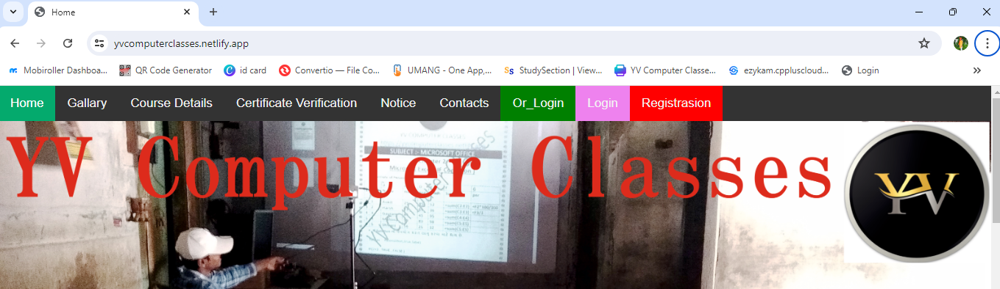 Home
yvcomputerclasses.netlify.app
Mobiroller Dashboa... QR Code Generator id card Convertio — File Co... UMANG - One App,... StudySection | View... YV Computer Classe... ezykam.cppluscloud... Login
Home Gallary Course Details Certificate Verification Notice Contacts Or_Login Login Registrasion
YV Computer Classes
YV
SUBJECT :- MICROSOFT OFFICE